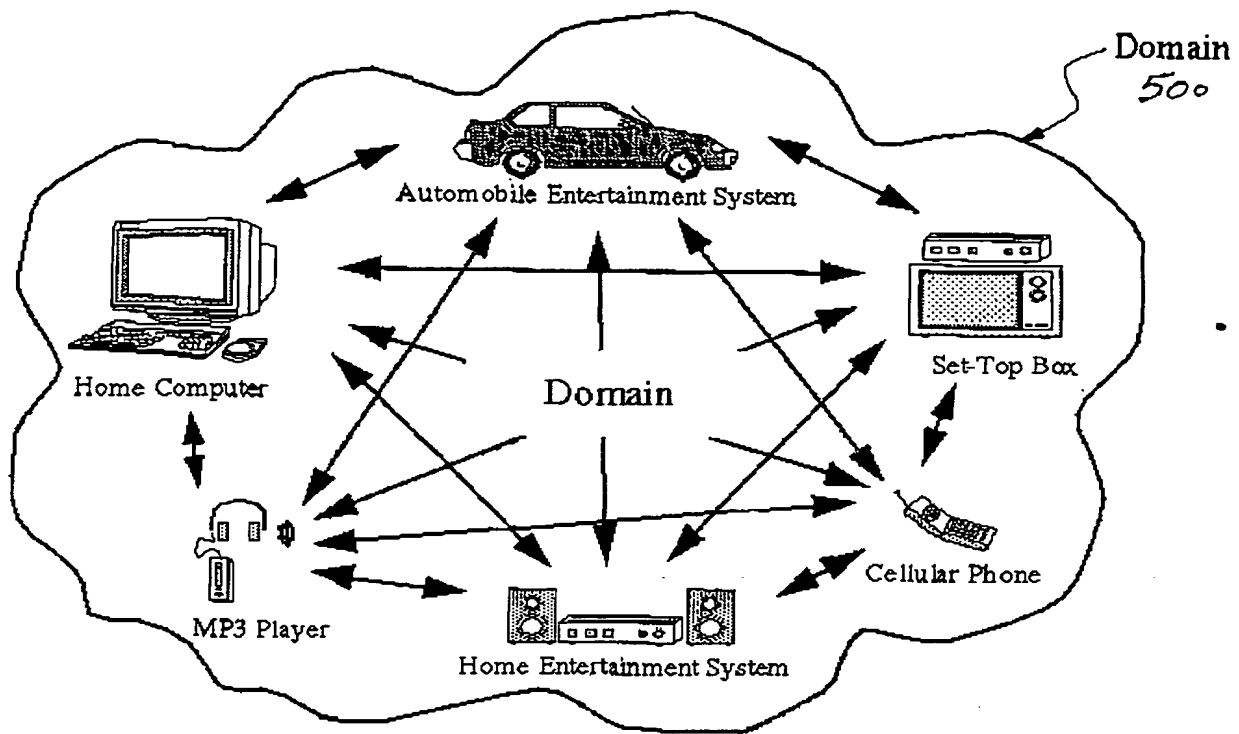 Domain
500
Automobile Entertainment System
Home Computer
Set-Top Box
Domain
MP3 Player
Cellular Phone
Home Entertainment System